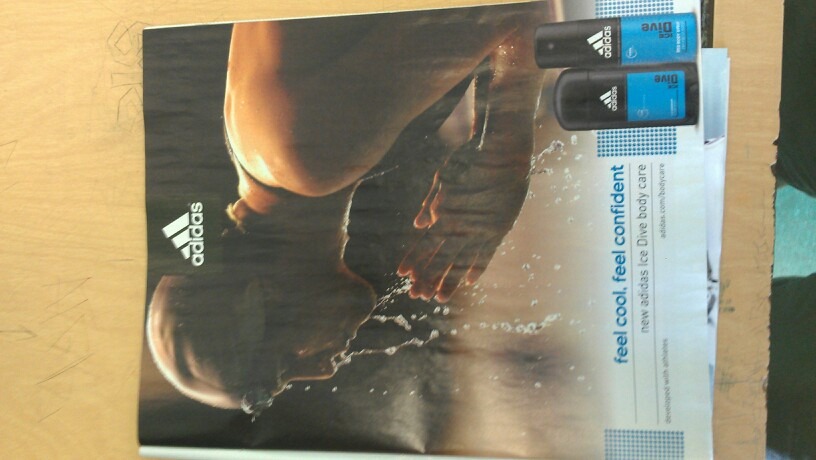 adidas
feel cool, feel confident
new adidas Ice Dive body care
developed with athletes
adidas.com/bodycare
adidas
ICE
Dive
adidas
ICE
Dive